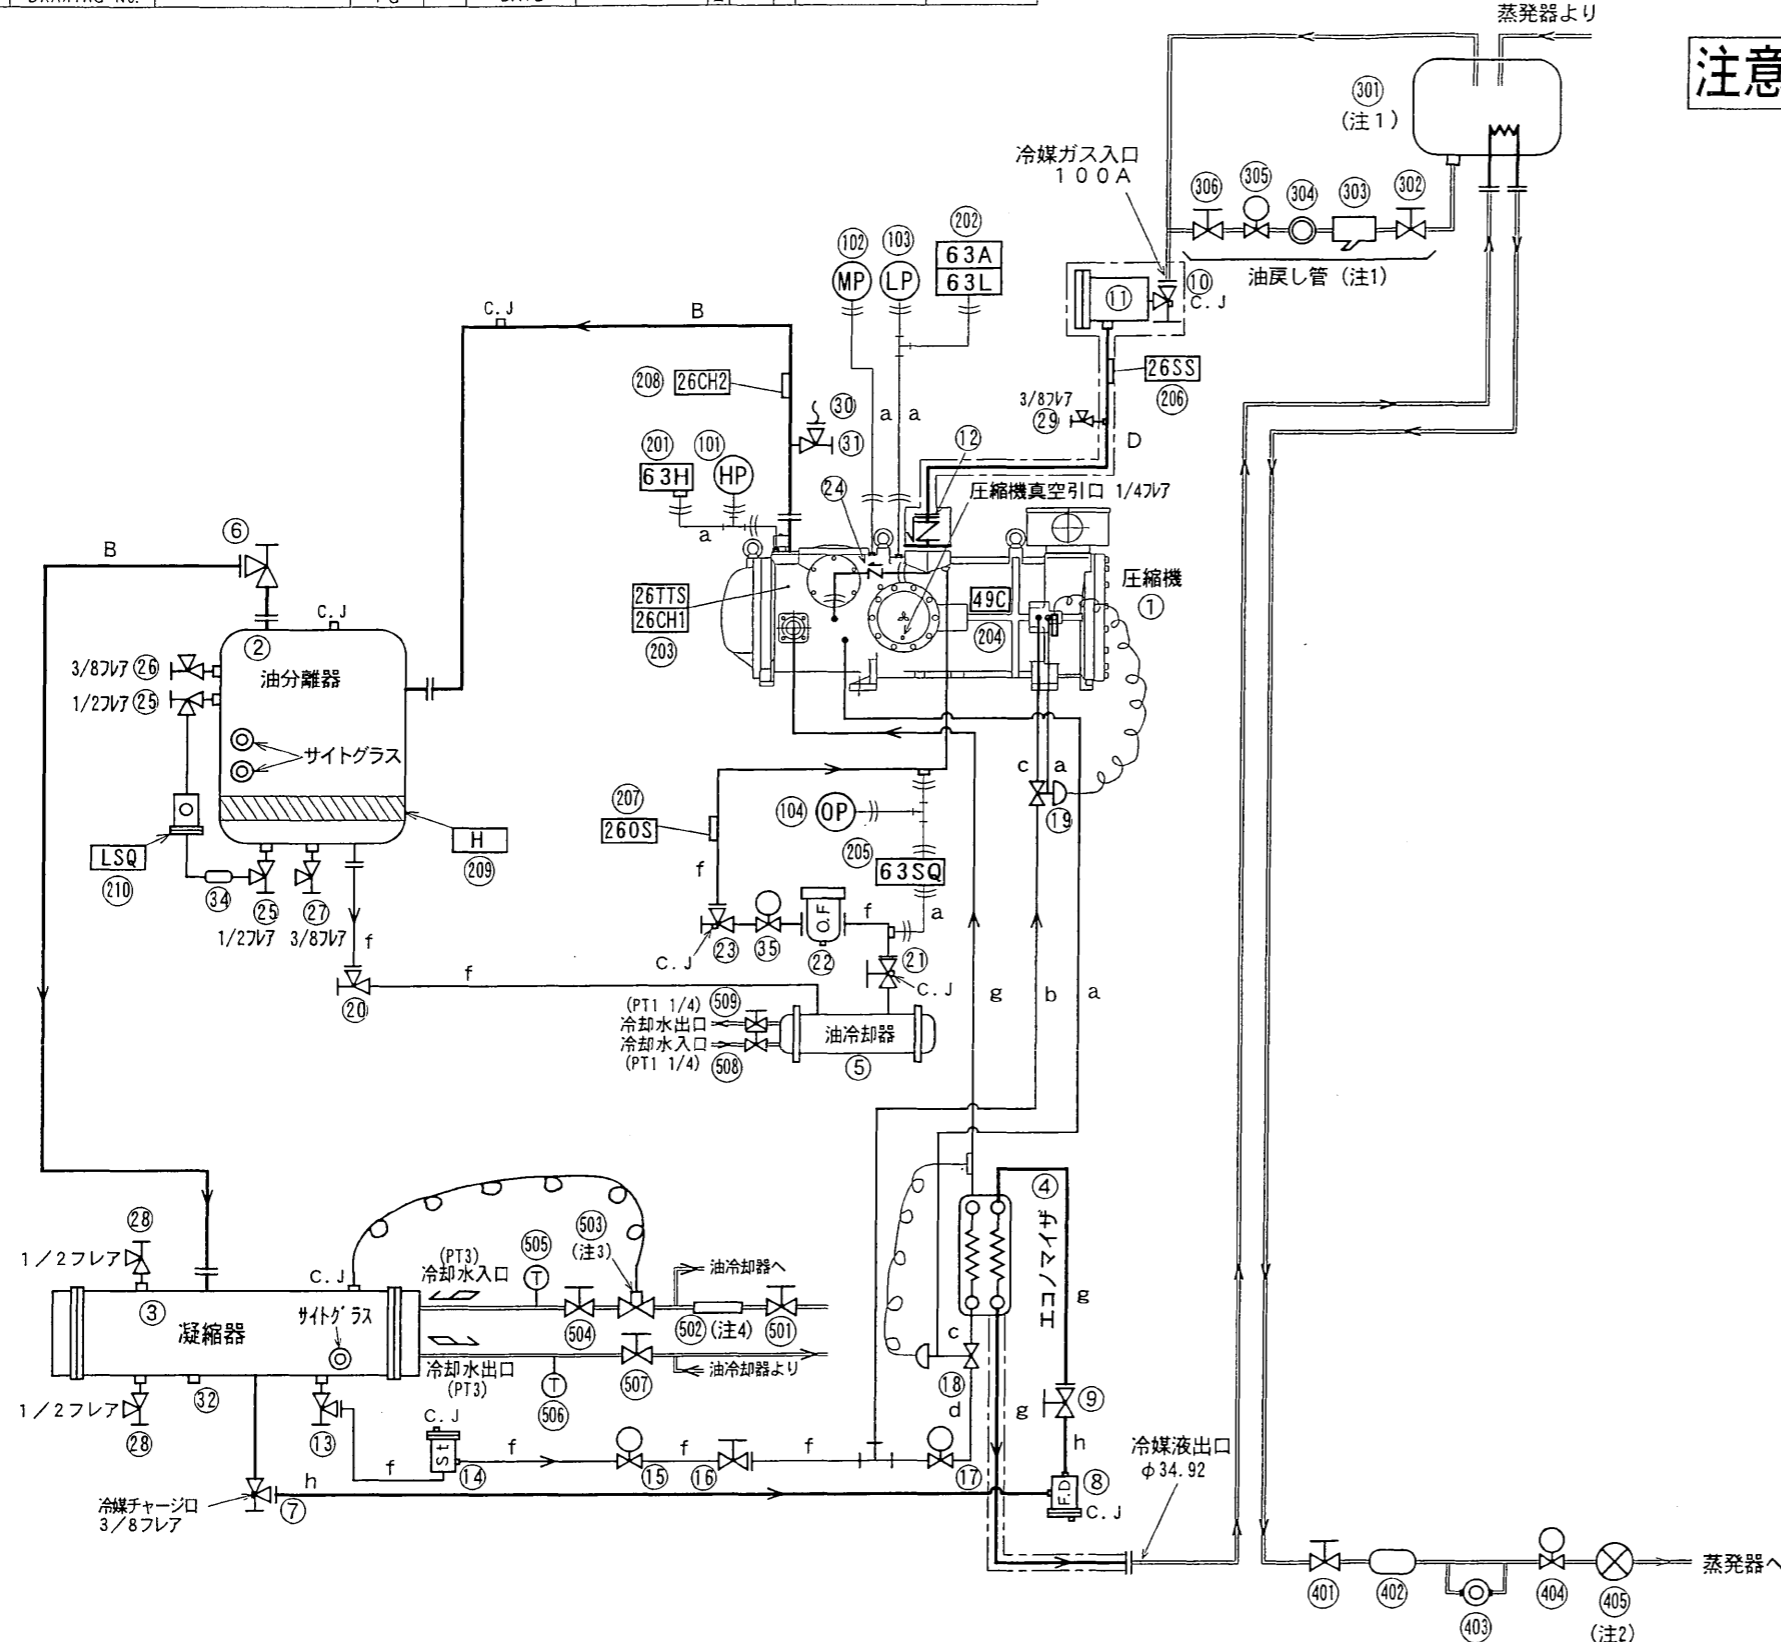 DRAWING No.
DATE
蒸発器より
注意
301
(注1)
冷媒ガス入口
100A
306
305
304
303
302
油戻し管 (注1)
102
103
202
MP
LP
63A
63L
11
10
C.J
C.J
B
208
26CH2
30
31
a
a
26SS
206
3/8フレア
29
D
12
圧縮機真空引口 1/4フレア
201
101
63H
HP
24
a
6
B
26TTS
26CH1
203
49C
204
圧縮機
1
C.J
2
油分離器
3/8フレア 26
1/2フレア 25
サイトグラス
c
a
19
207
26OS
104
OP
205
63SQ
H
209
LSQ
210
34
25
27
1/2フレア
3/8フレア
f
f
O.F
f
a
23
35
22
21
C.J
C.J
20
f
g
b
a
(PT1 1/4)
509
冷却水出口
冷却水入口
(PT1 1/4)
508
油冷却器
5
4
エコノマイザ
g
28
1/2フレア
C.J
(PT3)
冷却水入口
505
T
503
(注3)
油冷却器へ
3
凝縮器
サイトグラス
504
502
(注4)
501
冷却水出口
(PT3)
T
506
507
油冷却器より
c
18
d
g
9
h
32
1/2フレア
28
13
C.J
St
f
14
f
15
f
16
f
17
冷媒液出口
φ34.92
F.D
8
C.J
h
冷媒チャージ口
3/8フレア
7
401
402
403
404
405
(注2)
蒸発器へ